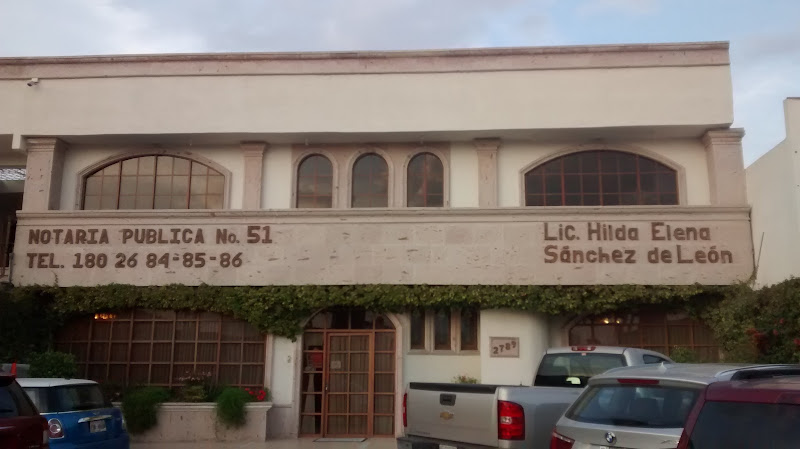 NOTARIA PUBLICA No. 51
TEL. 180 26 84-85-86
Lic. Hilda Elena
Sánchez de León
2789